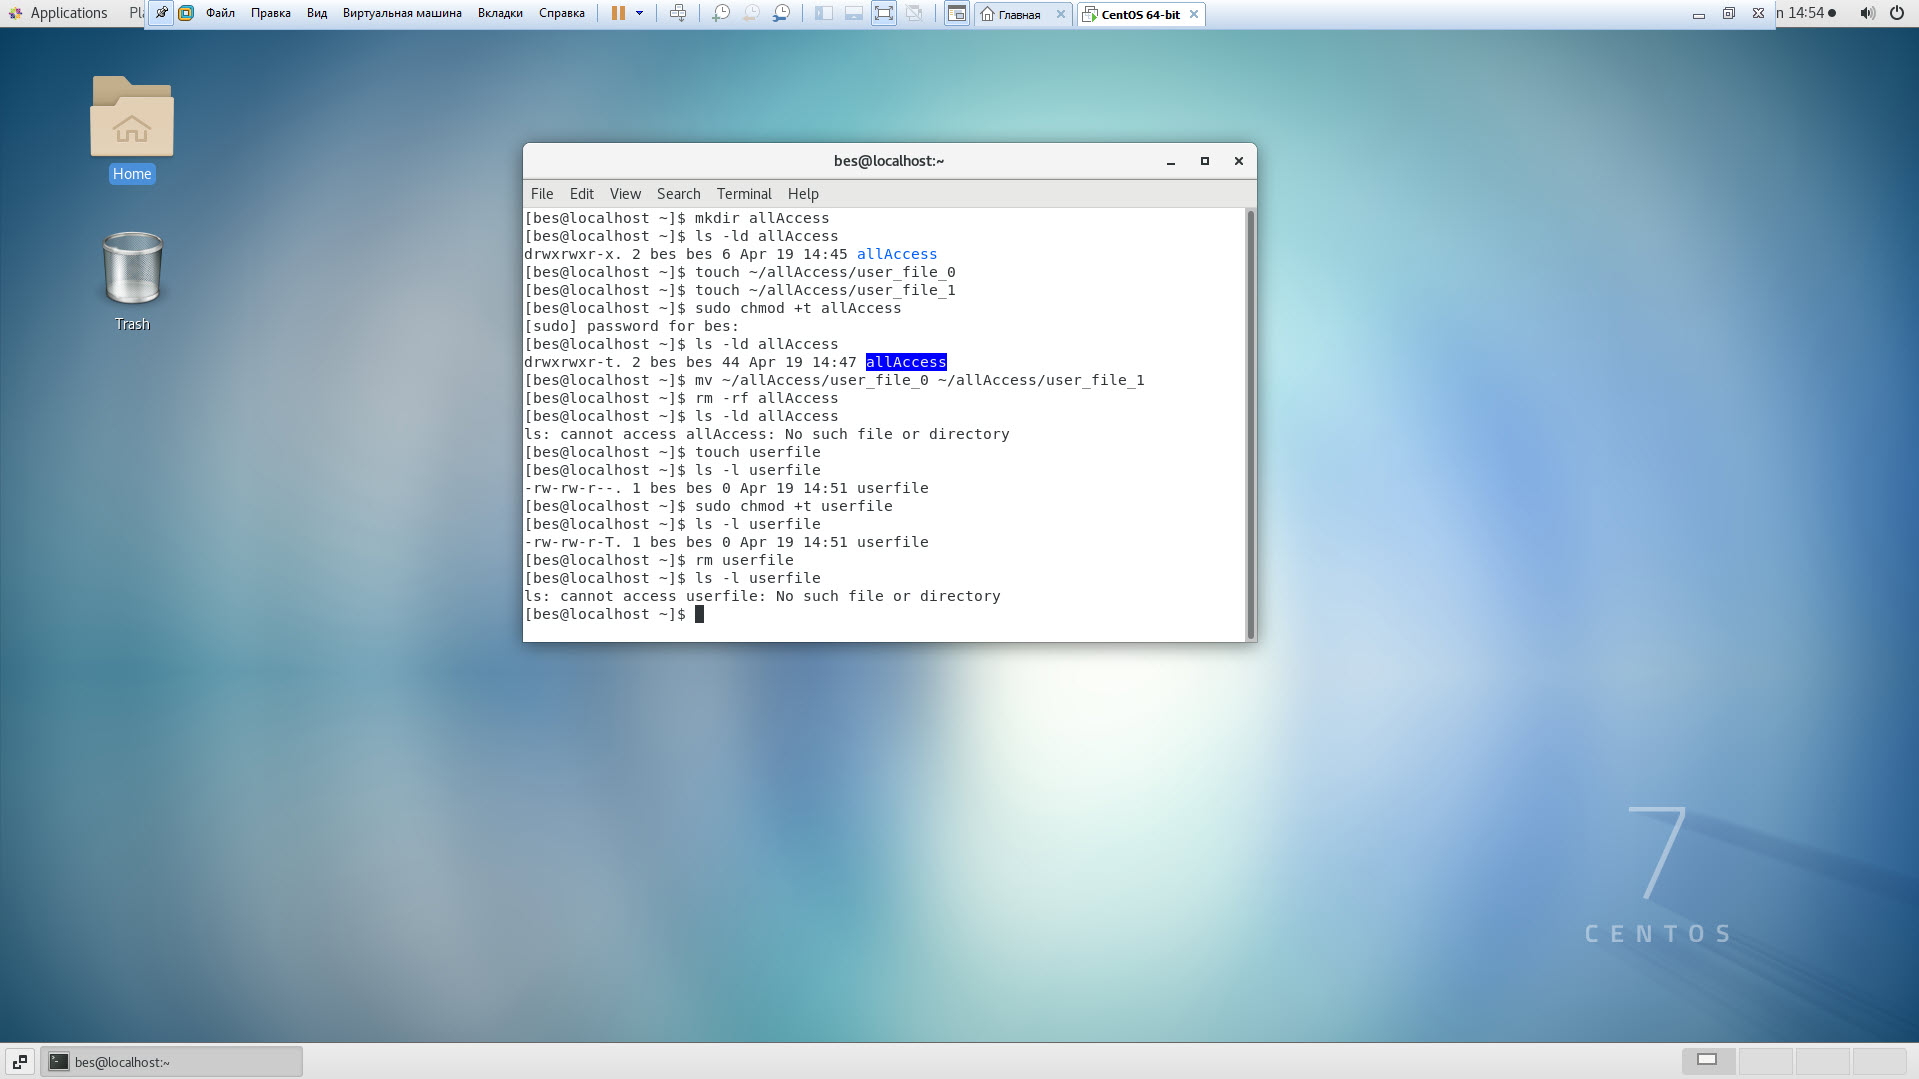 Applications
Файл Правка Вид Виртуальная машина Вкладки Справка
Главная
CentOS 64-bit
14:54
Home
Trash
bes@localhost:~
File Edit View Search Terminal Help
[bes@localhost ~]$ mkdir allAccess
[bes@localhost ~]$ ls -ld allAccess
drwxrwxr-x. 2 bes bes 6 Apr 19 14:45 allAccess
[bes@localhost ~]$ touch ~/allAccess/user_file_0
[bes@localhost ~]$ touch ~/allAccess/user_file_1
[bes@localhost ~]$ sudo chmod +t allAccess
[sudo] password for bes:
[bes@localhost ~]$ ls -ld allAccess
drwxrwxr-t. 2 bes bes 44 Apr 19 14:47 allAccess
[bes@localhost ~]$ mv ~/allAccess/user_file_0 ~/allAccess/user_file_1
[bes@localhost ~]$ rm -rf allAccess
[bes@localhost ~]$ ls -ld allAccess
ls: cannot access allAccess: No such file or directory
[bes@localhost ~]$ touch userfile
[bes@localhost ~]$ ls -l userfile
-rw-rw-r--. 1 bes bes 0 Apr 19 14:51 userfile
[bes@localhost ~]$ sudo chmod +t userfile
[bes@localhost ~]$ ls -l userfile
-rw-rw-r-T. 1 bes bes 0 Apr 19 14:51 userfile
[bes@localhost ~]$ rm userfile
[bes@localhost ~]$ ls -l userfile
ls: cannot access userfile: No such file or directory
[bes@localhost ~]$
7
CENTOS
bes@localhost:~